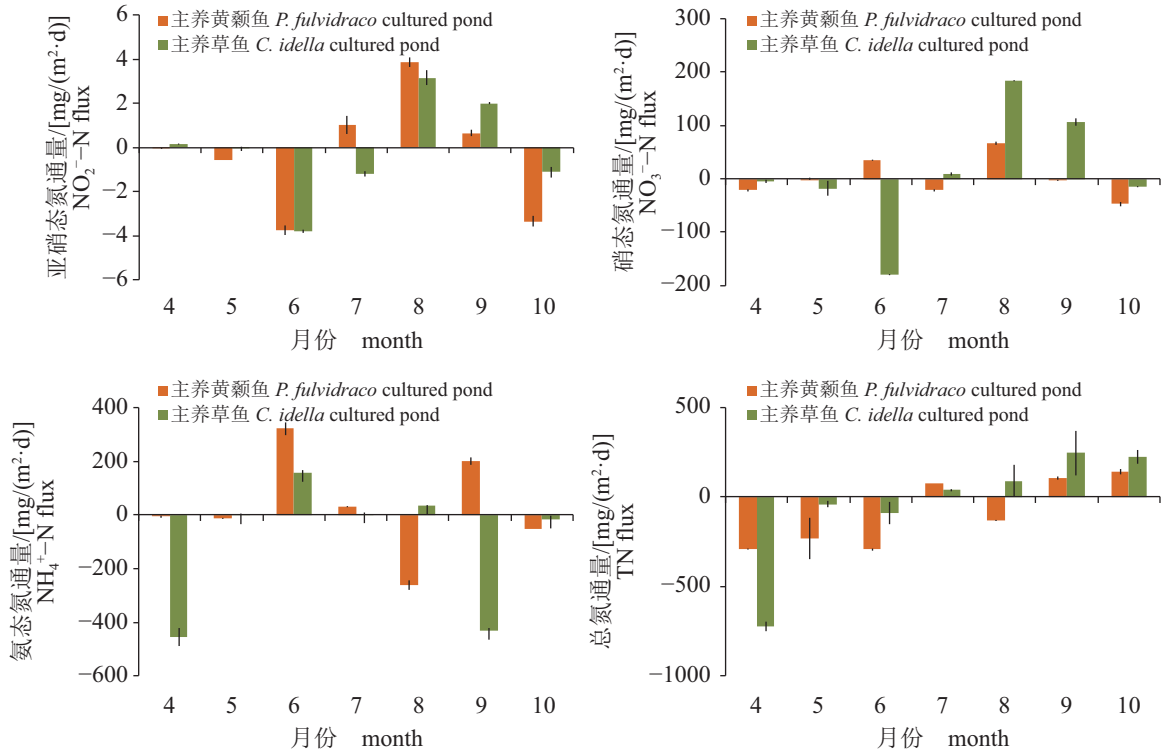 主养黄颡鱼 P. fulvidraco cultured pond
主养草鱼 C. idella cultured pond
亚硝态氮通量/[mg/(m²·d)]
NO₂⁻−N flux
6
4
2
0
−2
−4
−6
4 5 6 7 8 9 10
月份 month
主养黄颡鱼 P. fulvidraco cultured pond
主养草鱼 C. idella cultured pond
硝态氮通量/[mg/(m²·d)]
NO₃⁻−N flux
300
200
100
0
−100
−200
4 5 6 7 8 9 10
月份 month
主养黄颡鱼 P. fulvidraco cultured pond
主养草鱼 C. idella cultured pond
氨态氮通量/[mg/(m²·d)]
NH₄⁺−N flux
400
200
0
−200
−400
−600
4 5 6 7 8 9 10
月份 month
主养黄颡鱼 P. fulvidraco cultured pond
主养草鱼 C. idella cultured pond
总氮通量/[mg/(m²·d)]
TN flux
500
0
−500
−1000
4 5 6 7 8 9 10
月份 month